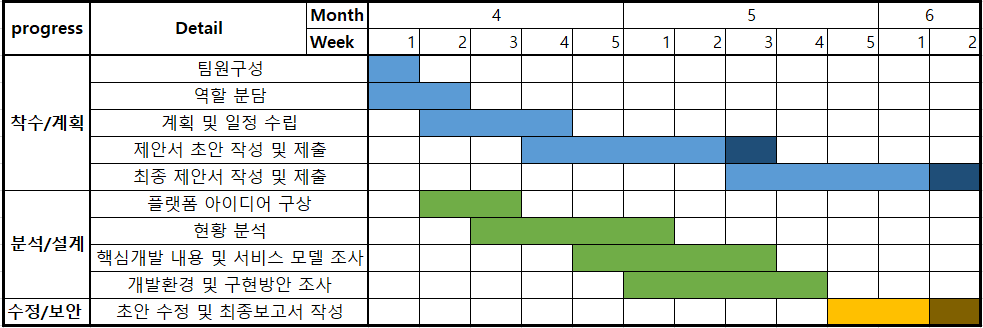 progress Detail Month 4 5 6
Week 1 2 3 4 5 1 2 3 4 5 1 2
착수/계획
팀원구성
역할 분담
계획 및 일정 수립
제안서 초안 작성 및 제출
최종 제안서 작성 및 제출
분석/설계
플랫폼 아이디어 구상
현황 분석
핵심개발 내용 및 서비스 모델 조사
개발환경 및 구현방안 조사
수정/보안 초안 수정 및 최종보고서 작성